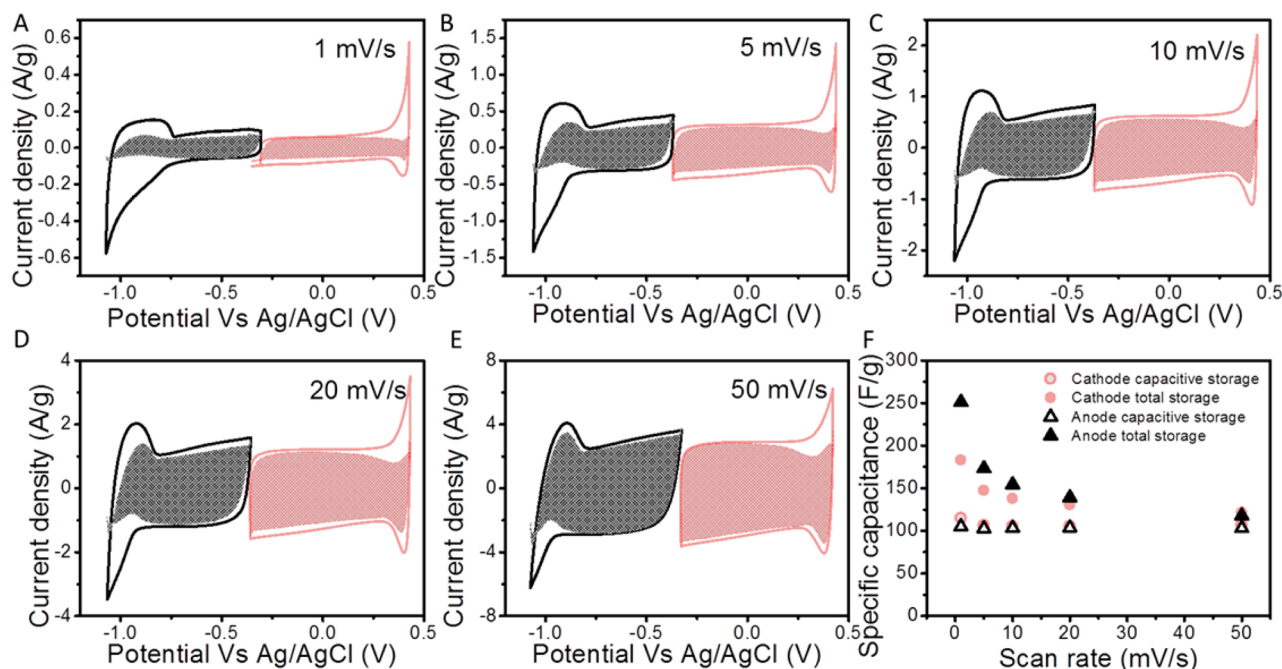 A
1 mV/s
Current density (A/g)
0.6
0.4
0.2
0.0
-0.2
-0.4
-0.6
-1.0 -0.5 0.0 0.5
Potential Vs Ag/AgCl (V)
B
5 mV/s
Current density (A/g)
1.5
1.0
0.5
0.0
-0.5
-1.0
-1.5
-1.0 -0.5 0.0 0.5
Potential Vs Ag/AgCl (V)
C
10 mV/s
Current density (A/g)
2
1
0
-1
-2
-1.0 -0.5 0.0 0.5
Potential Vs Ag/AgCl (V)
D
20 mV/s
Current density (A/g)
4
2
0
-2
-4
-1.0 -0.5 0.0 0.5
Potential Vs Ag/AgCl (V)
E
50 mV/s
Current density (A/g)
8
4
0
-4
-8
-1.0 -0.5 0.0 0.5
Potential Vs Ag/AgCl (V)
F
Specific capacitance (F/g)
300
250
200
150
100
50
0
Cathode capacitive storage
Cathode total storage
Anode capacitive storage
Anode total storage
0 10 20 30 40 50
Scan rate (mV/s)